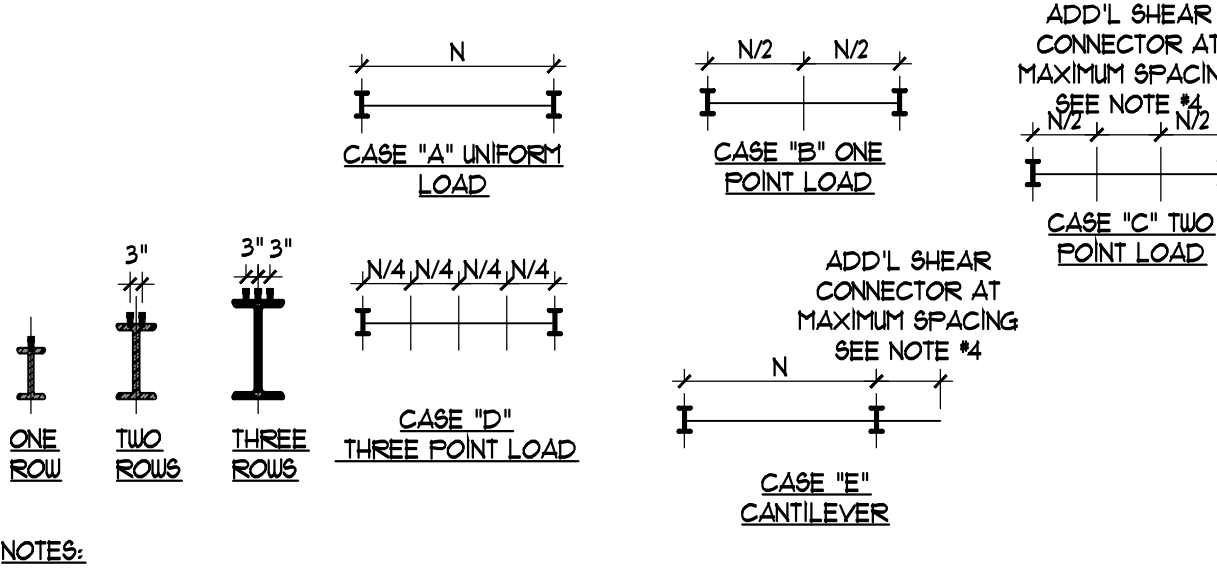 N
CASE "A" UNIFORM
LOAD
N/2 N/2
CASE "B" ONE
POINT LOAD
ADD'L SHEAR
CONNECTOR AT
MAXIMUM SPACIN
SEE NOTE #4
N/2 N/2
CASE "C" TWO
POINT LOAD
3"
3" 3"
ONE
ROW
TWO
ROWS
THREE
ROWS
N/4 N/4 N/4 N/4
CASE "D"
THREE POINT LOAD
ADD'L SHEAR
CONNECTOR AT
MAXIMUM SPACING
SEE NOTE #4
N
CASE "E"
CANTILEVER
NOTES: